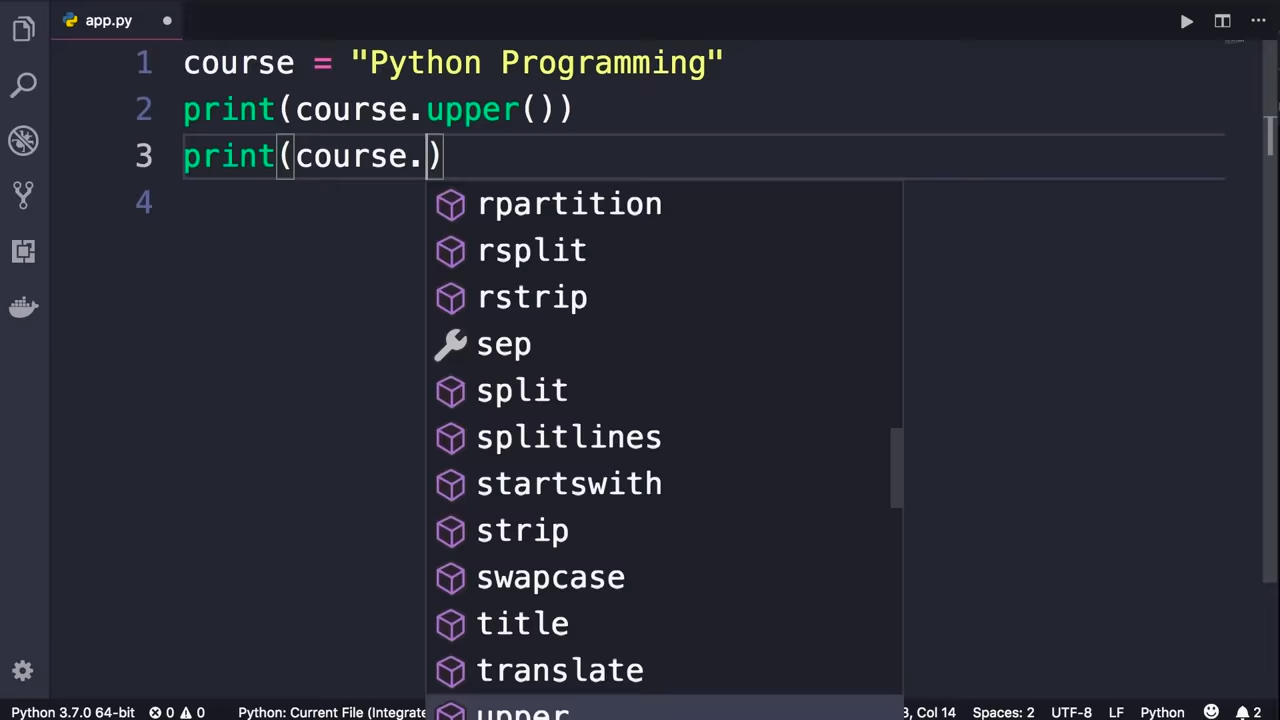 app.py
1 course = "Python Programming"
2 print(course.upper())
3 print(course.)
4
rpartition
rsplit
rstrip
sep
split
splitlines
startswith
strip
swapcase
title
translate
upper
Python 3.7.0 64-bit 0 0 Python: Current File (Integrate 3, Col 14 Spaces: 2 UTF-8 LF Python 2